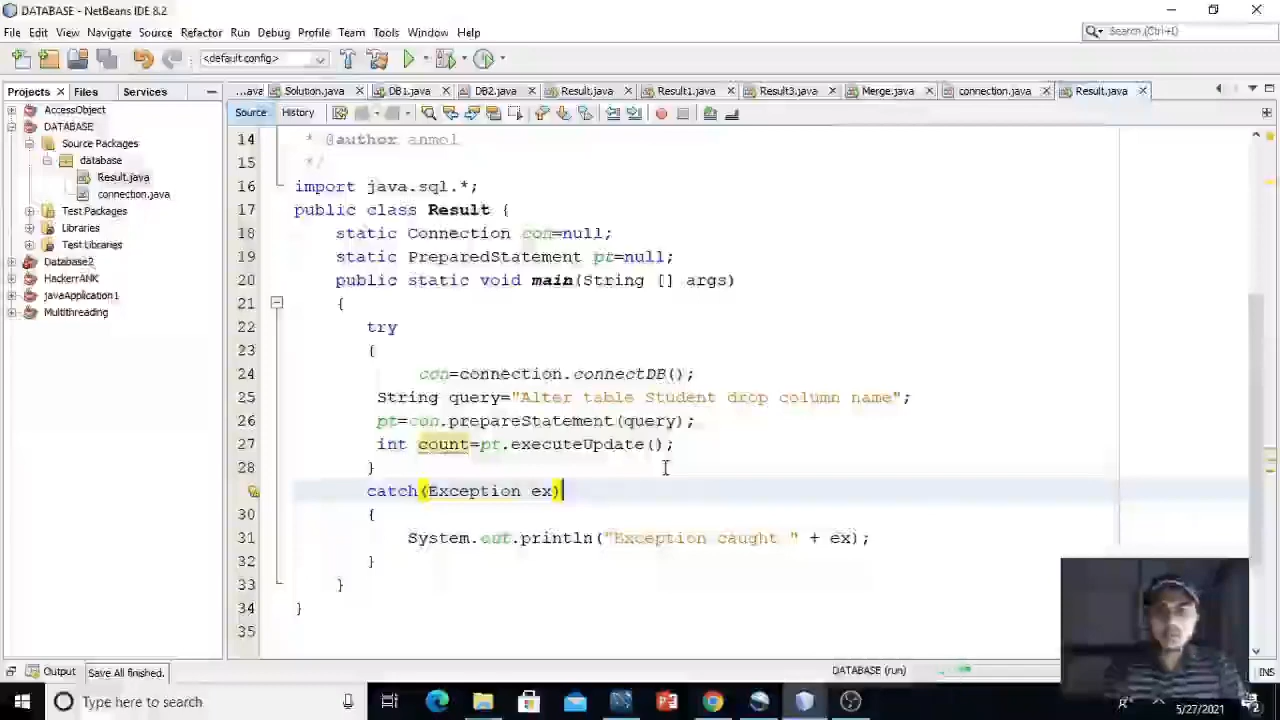 DATABASE - NetBeans IDE 8.2
File Edit View Navigate Source Refactor Run Debug Profile Team Tools Window Help
Search (Ctrl+I)
<default config>
Projects Files Services
...ava Solution.java DB1.java DB2.java Result.java Result1.java Result3.java Merge.java connection.java Result.java
Source History
AccessObject
DATABASE
Source Packages
database
Result.java
connection.java
Test Packages
Libraries
Test Libraries
Database2
HackerRANK
javaApplication1
Multithreading
14 * @author anmol
15 */
16 import java.sql.*;
17 public class Result {
18 static Connection con=null;
19 static PreparedStatement pt=null;
20 public static void main(String [] args)
21 {
22 try
23 {
24 con=connection.connectDB();
25 String query="Alter table Student drop column name";
26 pt=con.prepareStatement(query);
27 int count=pt.executeUpdate();
28 }
catch(Exception ex)
30 {
31 System.out.println("Exception caught " + ex);
32 }
33 }
34 }
35
Output Save All finished. DATABASE (run) INS
Type here to search
5/27/2021
2